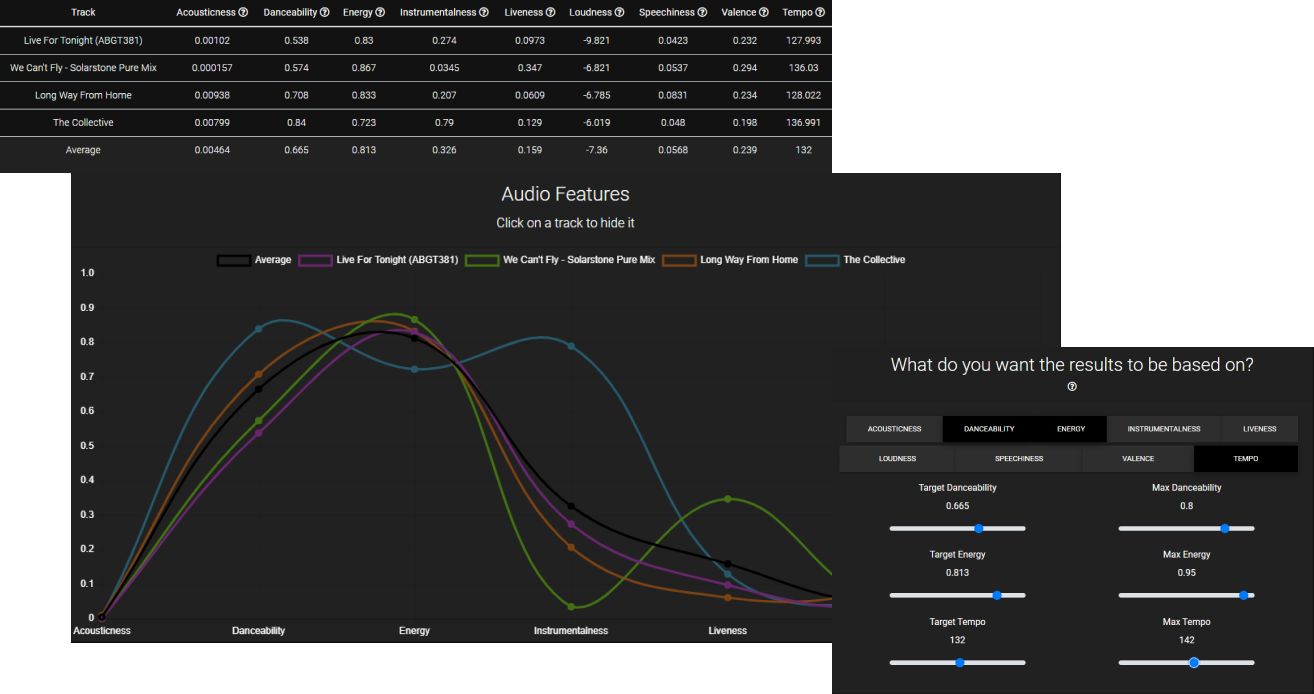 Track Acousticness Danceability Energy Instrumentalness Liveness Loudness Speechiness Valence Tempo
Live For Tonight (ABGT381) 0.00102 0.538 0.83 0.274 0.0973 -9.821 0.0423 0.232 127.993
We Can't Fly - Solarstone Pure Mix 0.000157 0.574 0.867 0.0345 0.347 -6.821 0.0537 0.294 136.03
Long Way From Home 0.00938 0.708 0.833 0.207 0.0609 -6.785 0.0831 0.234 128.022
The Collective 0.00799 0.84 0.723 0.79 0.129 -6.019 0.048 0.198 136.991
Average 0.00464 0.665 0.813 0.326 0.159 -7.36 0.0568 0.239 132
Audio Features
Click on a track to hide it
Average Live For Tonight (ABGT381) We Can't Fly - Solarstone Pure Mix Long Way From Home The Collective
1.0
0.9
0.8
0.7
0.6
0.5
0.4
0.3
0.2
0.1
0
Acousticness Danceability Energy Instrumentalness Liveness
What do you want the results to be based on?
ACOUSTICNESS DANCEABILITY ENERGY INSTRUMENTALNESS LIVENESS
LOUDNESS SPEECHINESS VALENCE TEMPO
Target Danceability Max Danceability
0.665 0.8
Target Energy Max Energy
0.813 0.95
Target Tempo Max Tempo
132 142